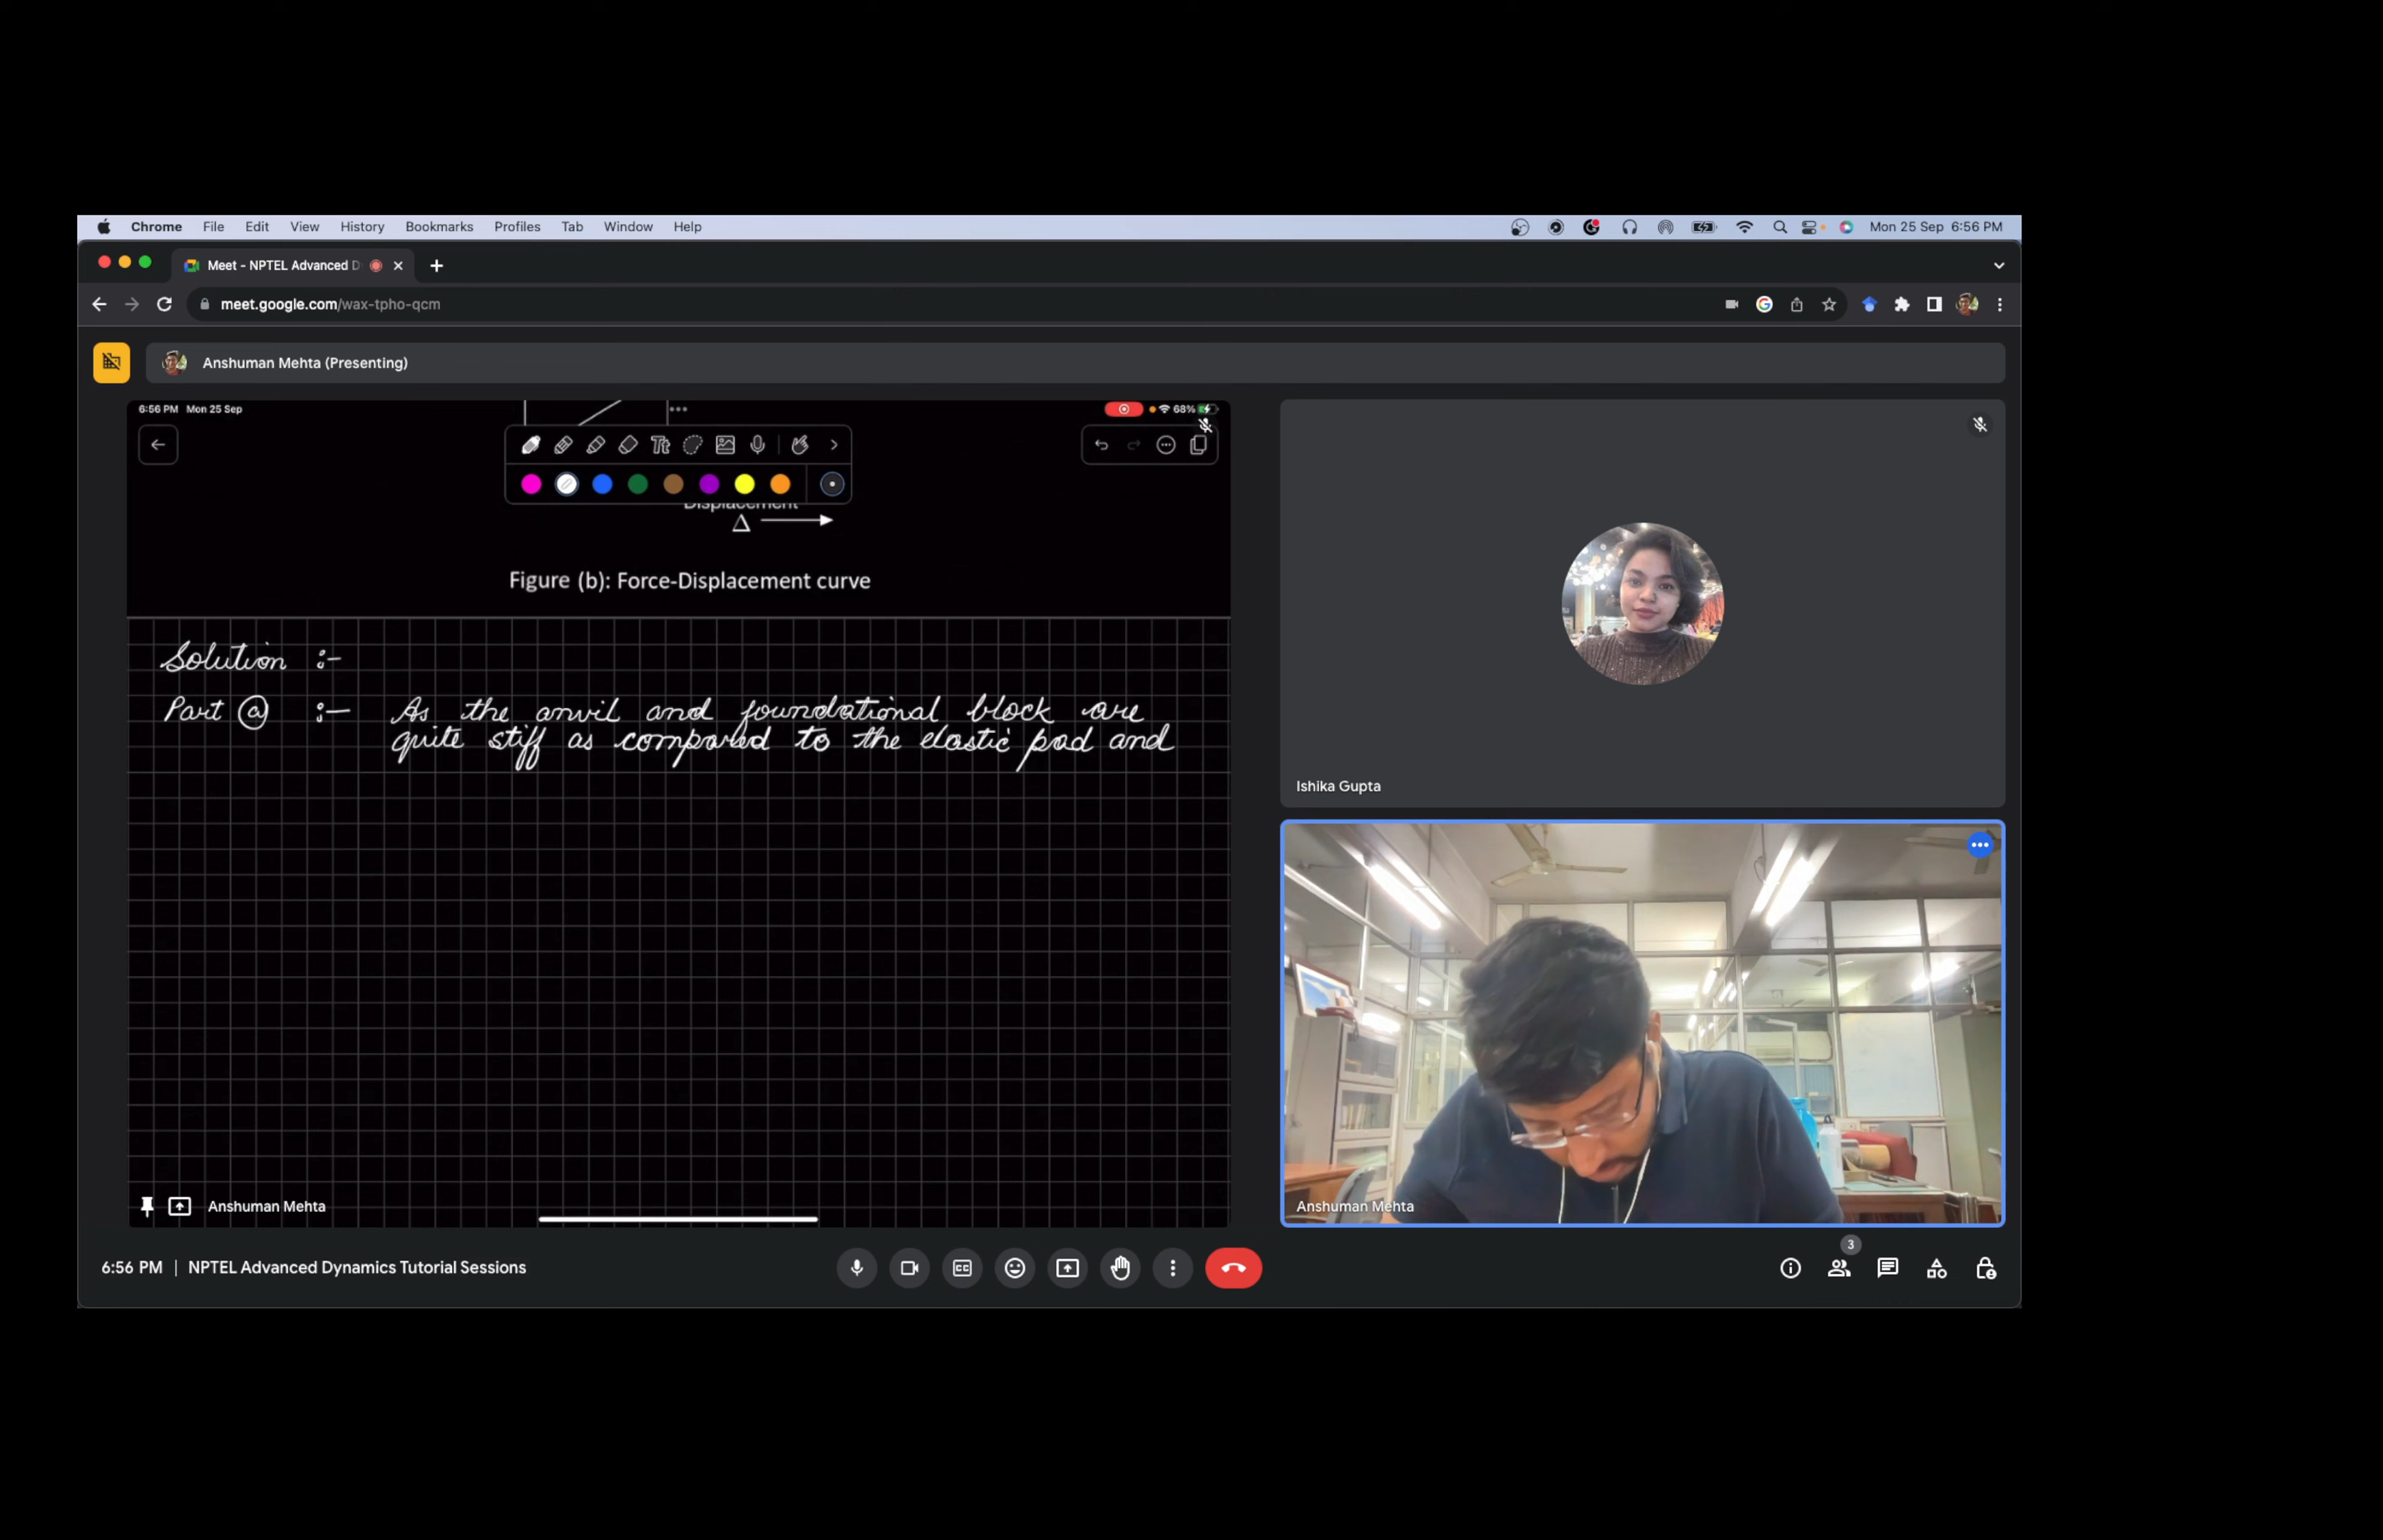 Chrome File Edit View History Bookmarks Profiles Tab Window Help Mon 25 Sep 6:56 PM
Meet - NPTEL Advanced D
meet.google.com/wax-tpho-qcm
Anshuman Mehta (Presenting)
6:56 PM Mon 25 Sep 68%
Tt
Displacement
Δ
Figure (b): Force-Displacement curve
Solution :-
Part (a) :- As the anvil and foundational block are
quite stiff as compared to the elastic pad and
Anshuman Mehta
Ishika Gupta
Anshuman Mehta
6:56 PM | NPTEL Advanced Dynamics Tutorial Sessions
CC
3